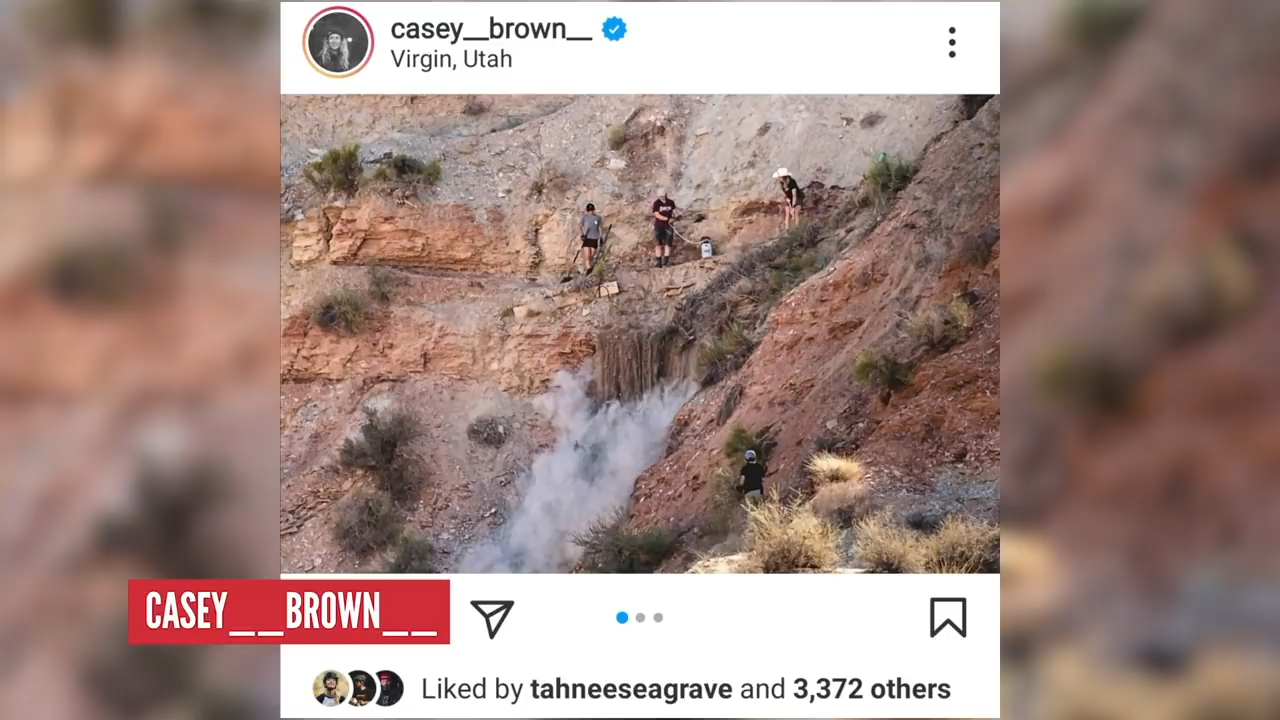 casey__brown__
Virgin, Utah
CASEY__BROWN__
Liked by tahneeseagrave and 3,372 others